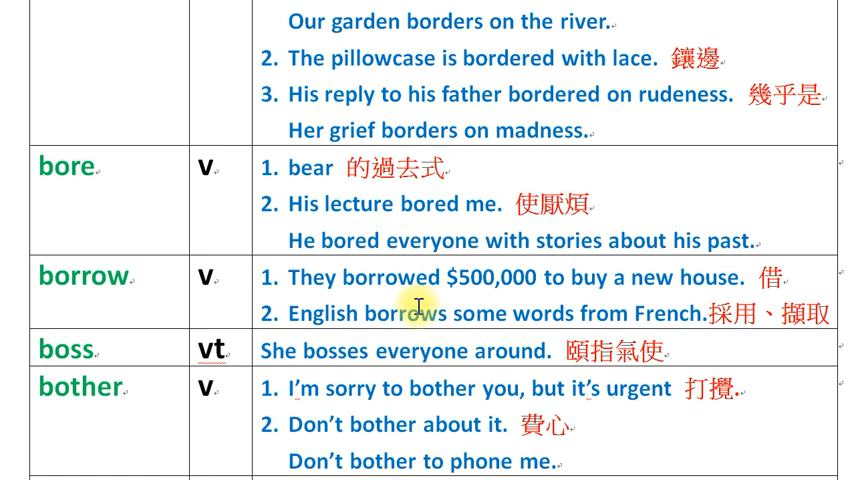 Our garden borders on the river.
2. The pillowcase is bordered with lace. 鑲邊
3. His reply to his father bordered on rudeness. 幾乎是
Her grief borders on madness.
bore v 1. bear 的過去式
2. His lecture bored me. 使厭煩
He bored everyone with stories about his past.
borrow v 1. They borrowed $500,000 to buy a new house. 借
2. English borrows some words from French.採用、擷取
boss vt She bosses everyone around. 頤指氣使
bother v 1. I’m sorry to bother you, but it’s urgent 打攪.
2. Don’t bother about it. 費心
Don’t bother to phone me.